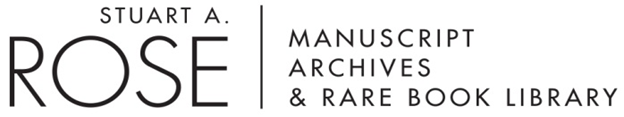 STUART A.
ROSE
MANUSCRIPT
ARCHIVES
& RARE BOOK LIBRARY